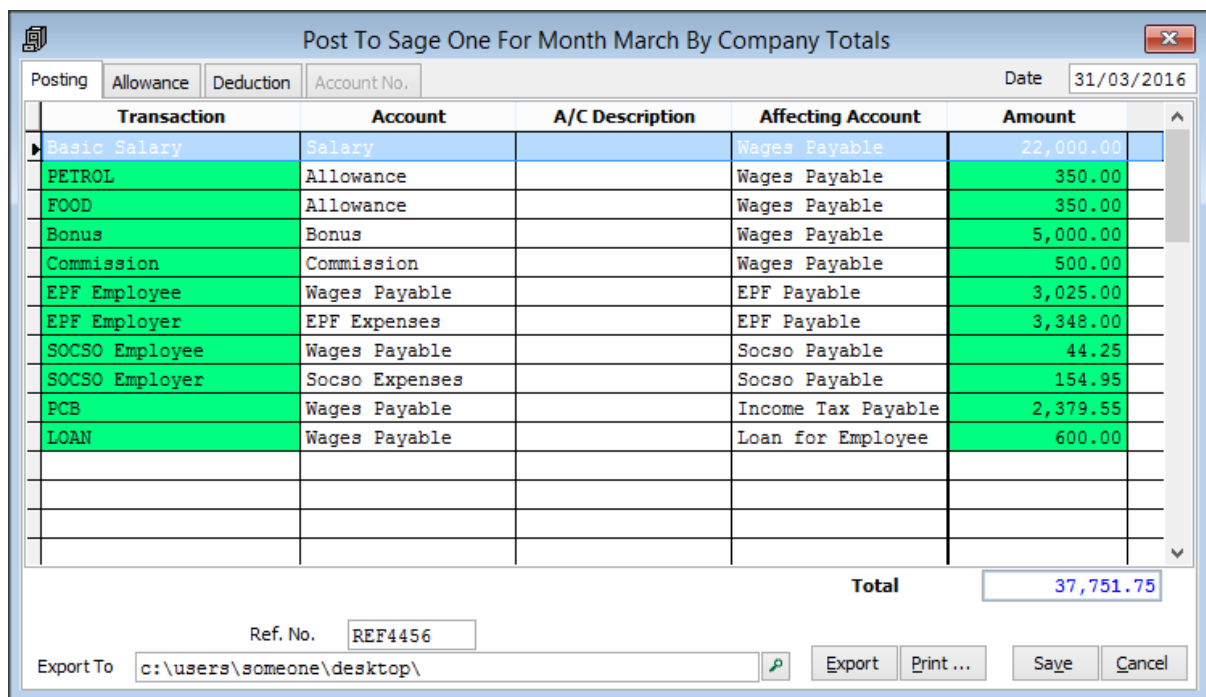 Post To Sage One For Month March By Company Totals
Posting Allowance Deduction Account No. Date 31/03/2016
Transaction Account A/C Description Affecting Account Amount
Basic Salary Salary Wages Payable 22,000.00
PETROL Allowance Wages Payable 350.00
FOOD Allowance Wages Payable 350.00
Bonus Bonus Wages Payable 5,000.00
Commission Commission Wages Payable 500.00
EPF Employee Wages Payable EPF Payable 3,025.00
EPF Employer EPF Expenses EPF Payable 3,348.00
SOCSO Employee Wages Payable Socso Payable 44.25
SOCSO Employer Socso Expenses Socso Payable 154.95
PCB Wages Payable Income Tax Payable 2,379.55
LOAN Wages Payable Loan for Employee 600.00
Total 37,751.75
Ref. No. REF4456
Export To c:\users\someone\desktop\ Export Print ... Save Cancel